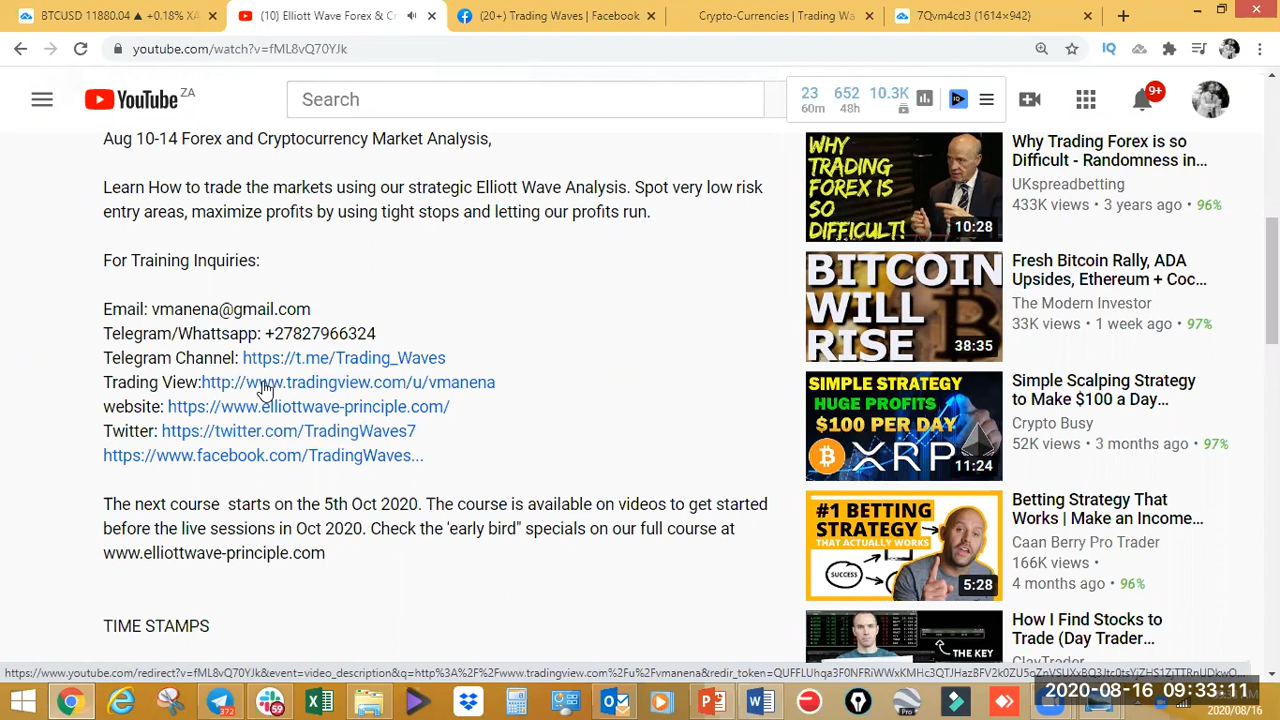 BTCUSD 11880.04 ▲ +0.18% XA
(10) Elliott Wave Forex & Cr
(20+) Trading Waves | Facebook
Crypto-Currencies | Trading Wa
7Qvm4cd3 (1614×942)
youtube.com/watch?v=fML8vQ70YJk
YouTube ZA
Search
23 652 10.3K
60m 48h
9+
Aug 10-14 Forex and Cryptocurrency Market Analysis,
Learn How to trade the markets using our strategic Elliott Wave Analysis. Spot very low risk
entry areas, maximize profits by using tight stops and letting our profits run.
For Training Inquiries:
Email: vmanena@gmail.com
Telegram/Whattsapp: +27827966324
Telegram Channel: https://t.me/Trading_Waves
Trading View:http://www.tradingview.com/u/vmanena
website: https://www.elliottwave-principle.com/
Twitter: https://twitter.com/TradingWaves7
https://www.facebook.com/TradingWaves...
The next course starts on the 5th Oct 2020. The course is available on videos to get started
before the live session in Oct 2020. Check the 'early bird" specials on our full course at
www.elliottwave-principle.com
TIME STAMPS
WHY
TRADING
FOREX IS
SO
DIFFICULT!
10:28
Why Trading Forex is so
Difficult - Randomness in...
UKspreadbetting
433K views • 3 years ago • 96%
BITCOIN
WILL
RISE
38:35
Fresh Bitcoin Rally, ADA
Upsides, Ethereum + Coc...
The Modern Investor
33K views • 1 week ago • 97%
SIMPLE STRATEGY
HUGE PROFITS
$100 PER DAY
XRP
11:24
Simple Scalping Strategy
to Make $100 a Day...
Crypto Busy
52K views • 3 months ago • 97%
#1 BETTING
STRATEGY
THAT ACTUALLY WORKS
SUCCESS
5:28
Betting Strategy That
Works | Make an Income...
Caan Berry Pro Trader
166K views •
4 months ago • 96%
THE KEY
How I Find Stocks to
Trade (Day) Trader...
ClayTrader
2020-08-16 09:33:11
2020/08/16